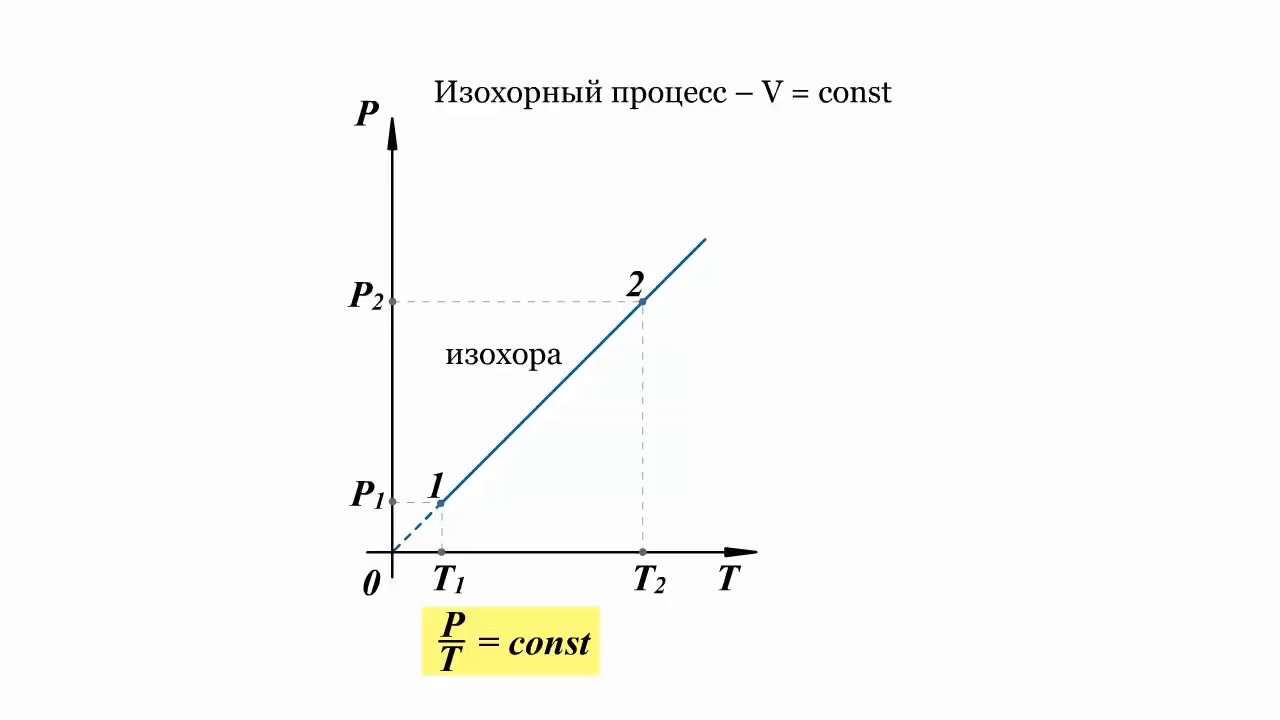 Изохорный процесс – V = const
P
2
P₂
изохора
1
P₁
0
T₁
T₂
T
P
T
= const